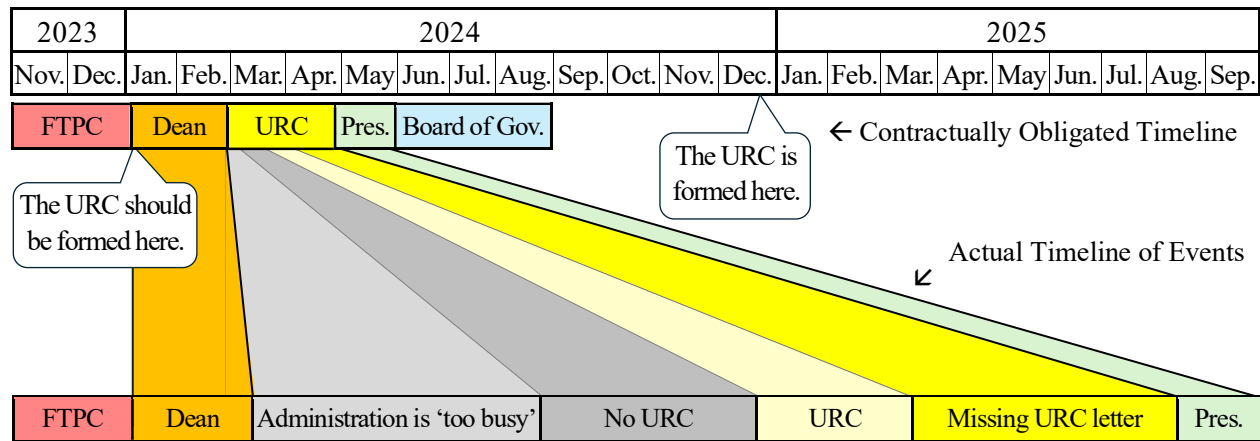 2023 2024 2025
Nov. Dec. Jan. Feb. Mar. Apr. May Jun. Jul. Aug. Sep. Oct. Nov. Dec. Jan. Feb. Mar. Apr. May Jun. Jul. Aug. Sep.
FTPC Dean URC Pres. Board of Gov.
← Contractually Obligated Timeline
The URC is
formed here.
The URC should
be formed here.
Actual Timeline of Events
↙
FTPC Dean Administration is ‘too busy’ No URC URC Missing URC letter Pres.